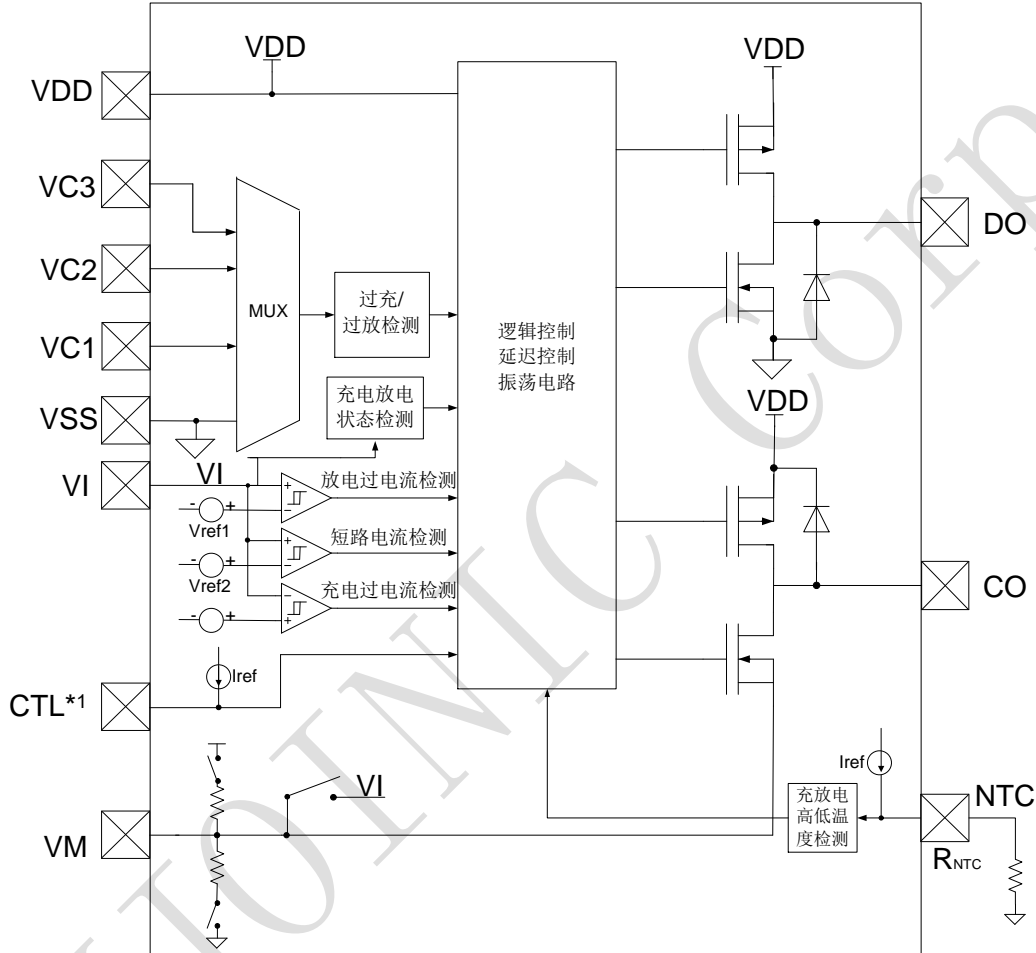 VDD
VDD
VDD
VC3
VC2
VC1
VSS
VI
MUX
过充/
过放检测
充电放电
状态检测
逻辑控制
延迟控制
振荡电路
DO
VDD
VI
放电过电流检测
+
-
-
+
Vref1
短路电流检测
+
-
-
+
Vref2
充电过电流检测
-
+
-
+
CO
Iref
CTL*1
VI
VM
Iref
充放电
高低温
度检测
NTC
RNTC
IONIC Corp